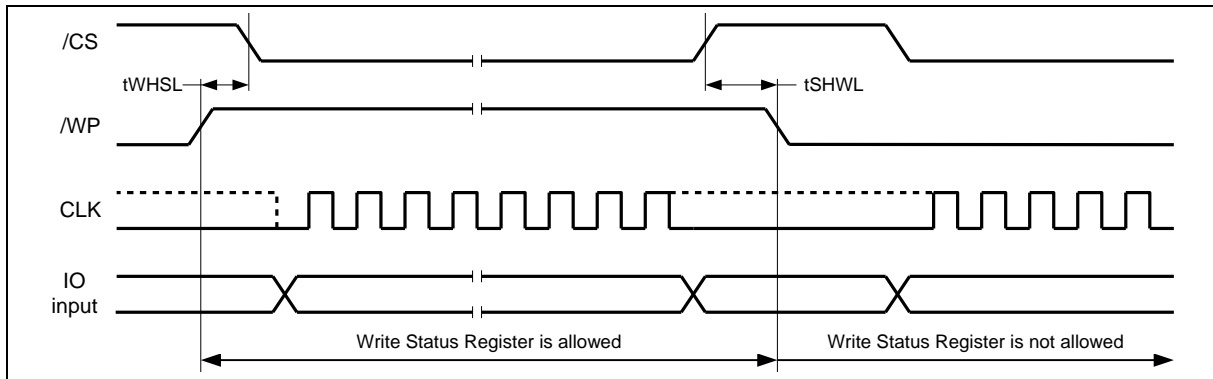 /CS
tWHSL
tSHWL
/WP
CLK
IO
input
Write Status Register is allowed
Write Status Register is not allowed